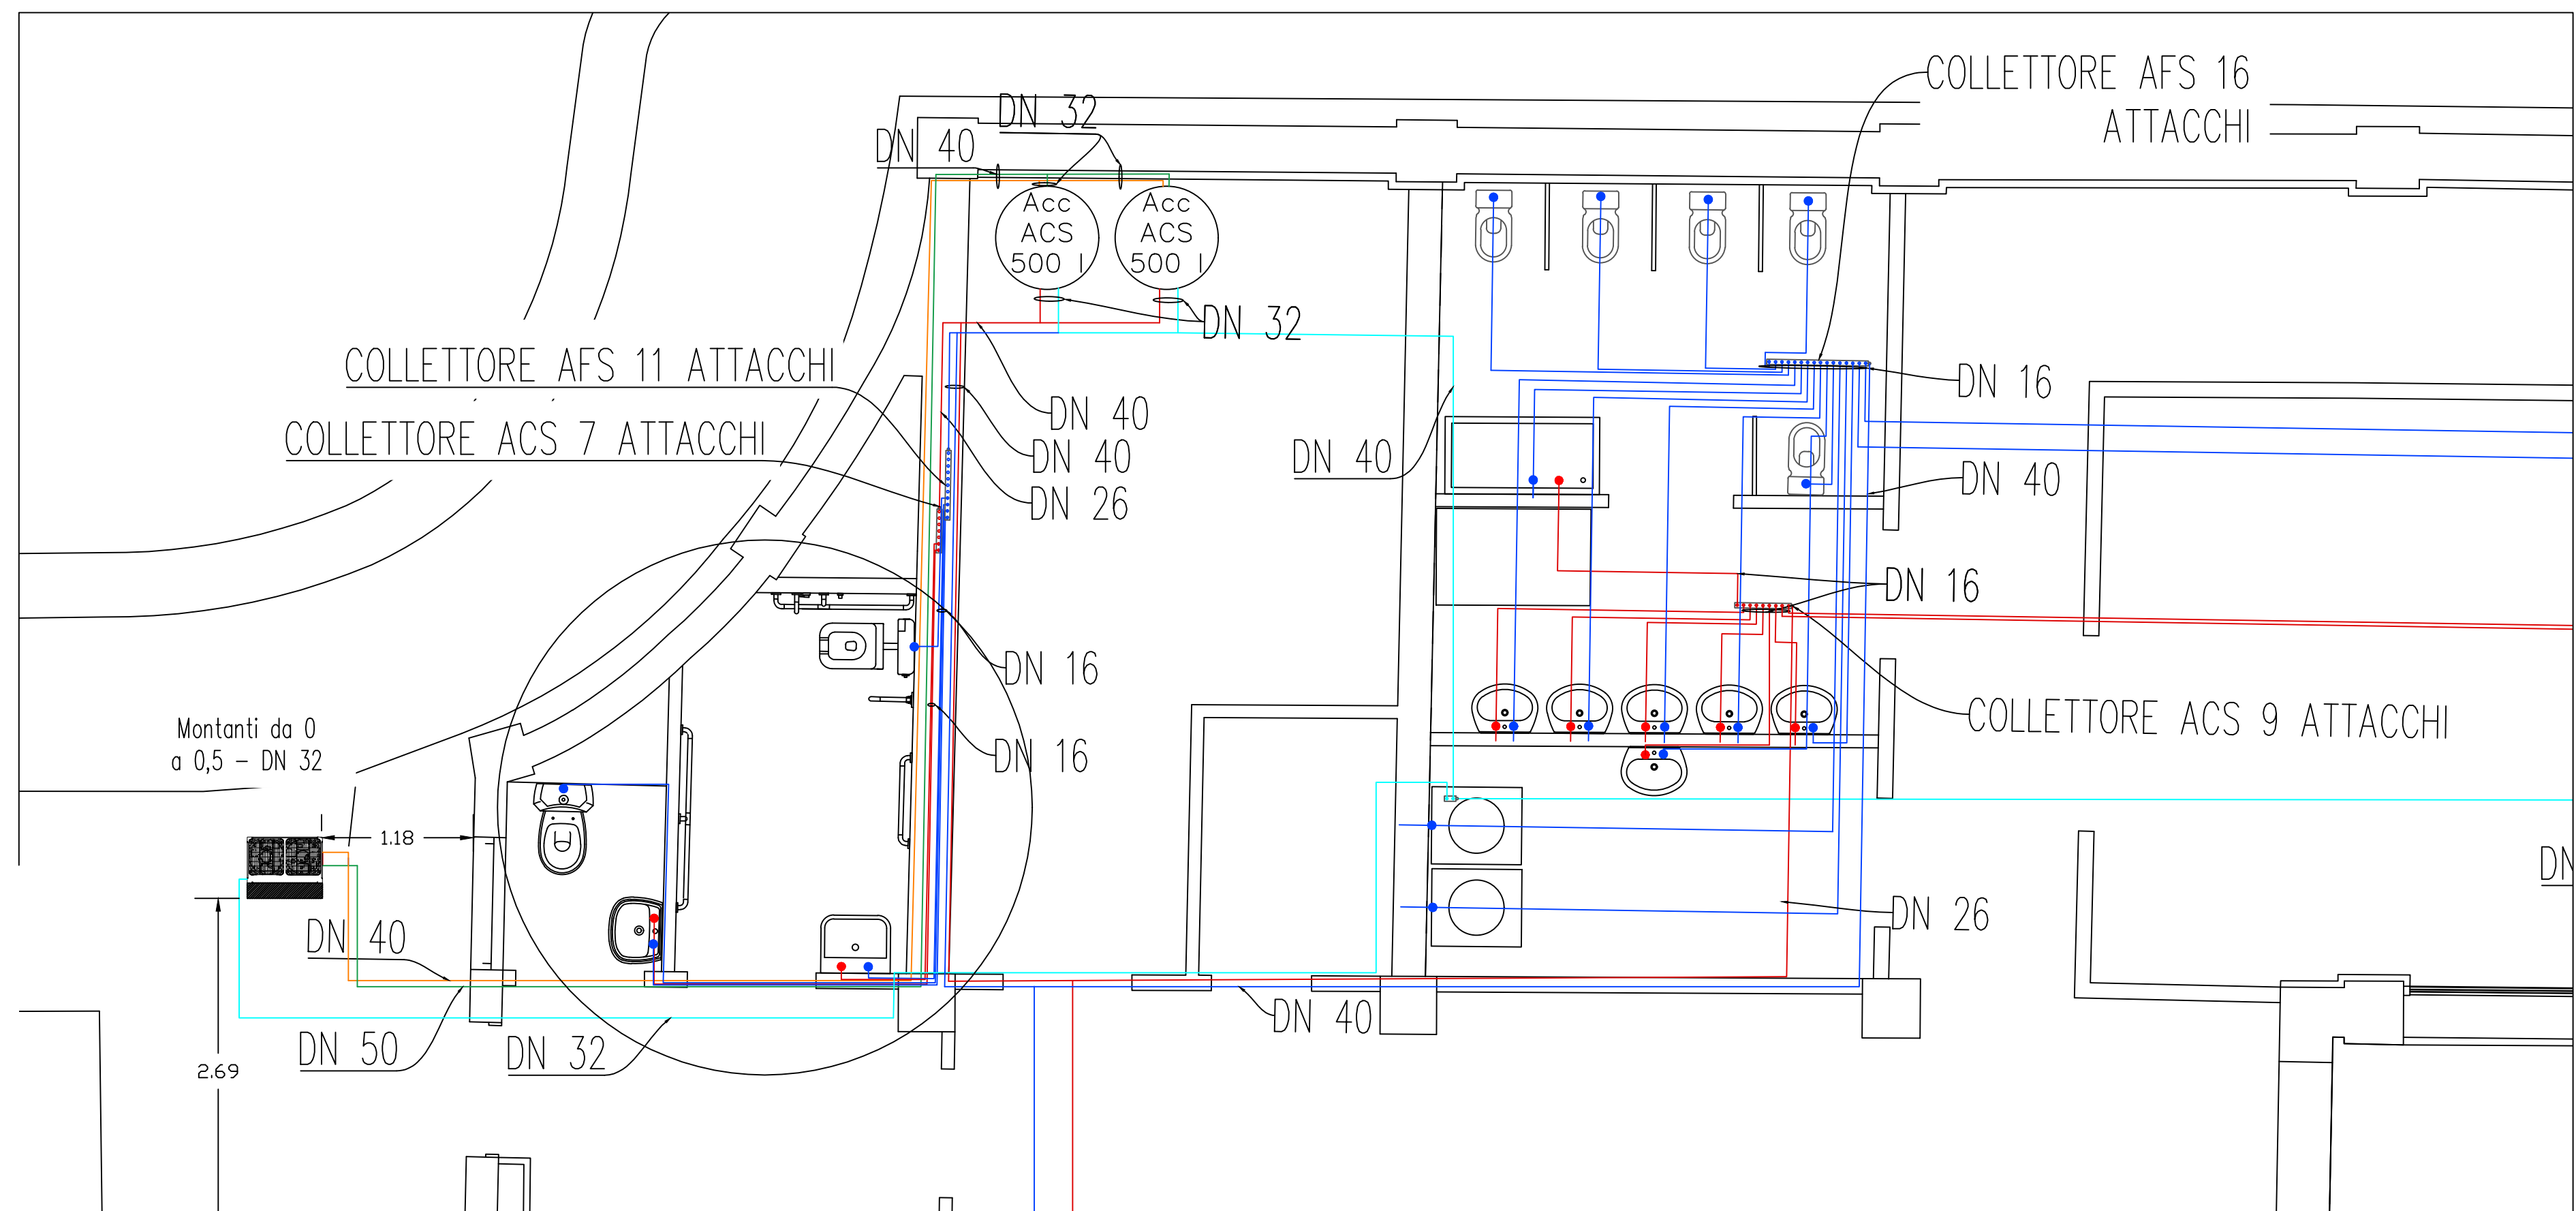 COLLETTORE AFS 16
ATTACCHI
DN 32
DN 40
Acc
ACS
500 l
Acc
ACS
500 l
DN 32
COLLETTORE AFS 11 ATTACCHI
DN 16
DN 40
COLLETTORE ACS 7 ATTACCHI
DN 40
DN 40
DN 40
DN 26
DN 16
DN 16
COLLETTORE ACS 9 ATTACCHI
Montanti da 0
a 0,5 - DN 32
DN 16
1.18
DN
DN 26
DN 40
DN 40
DN 50
DN 32
2.69